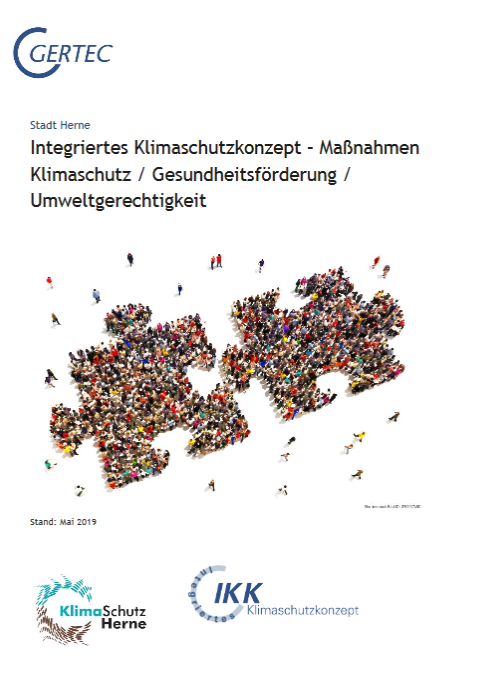 GERTEC
Stadt Herne
Integriertes Klimaschutzkonzept - Maßnahmen
Klimaschutz / Gesundheitsförderung /
Umweltgerechtigkeit
Stand: Mai 2019
KlimaSchutz
Herne
Integriertes
IKK
Klimaschutzkonzept